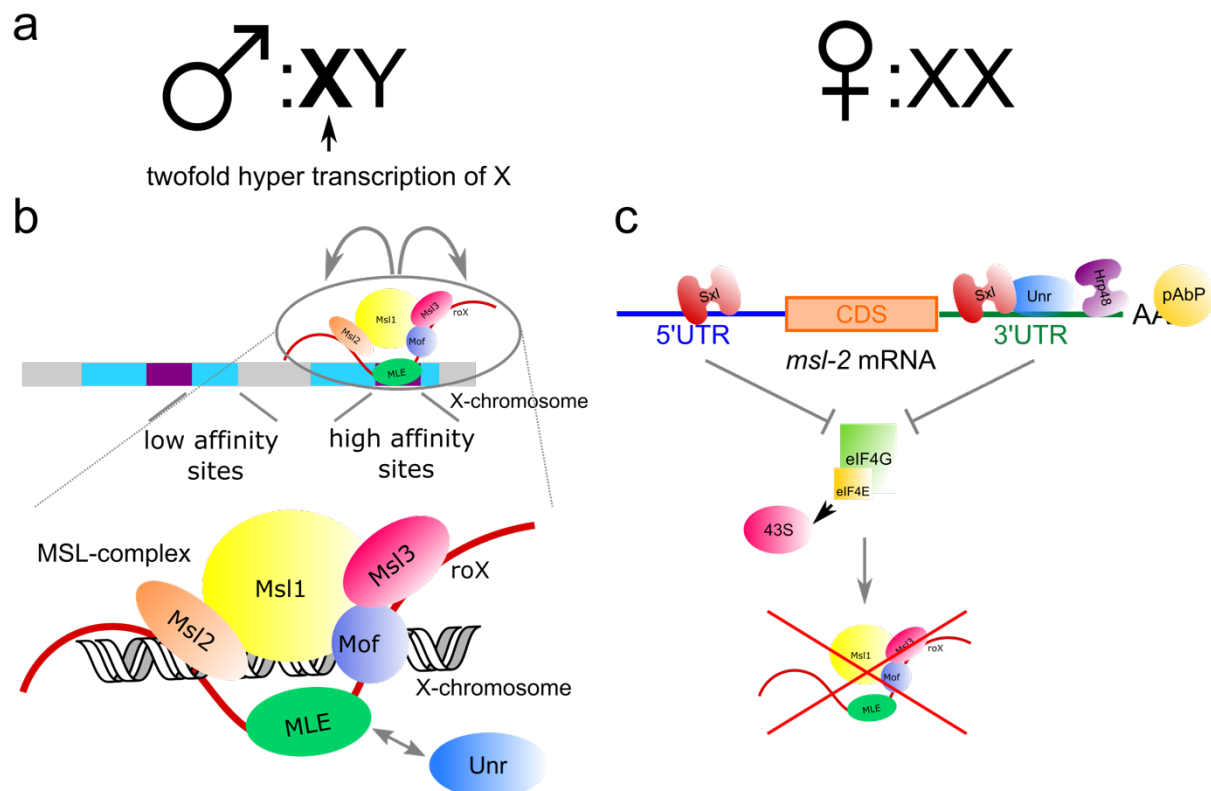 a
♂:XY
♀:XX
twofold hyper transcription of X
b
Msl3
roX
Msl1
Msl2
Mof
MLE
X-chromosome
low affinity
sites
high affinity
sites
MSL-complex
Msl1
Msl3
roX
Msl2
Mof
X-chromosome
MLE
Unr
c
Sxl
Sxl
Unr
Hrp48
pAbP
CDS
AA
5'UTR
3'UTR
msl-2 mRNA
eIF4G
eIF4E
43S
Msl1
Msl3
roX
Mof
MLE